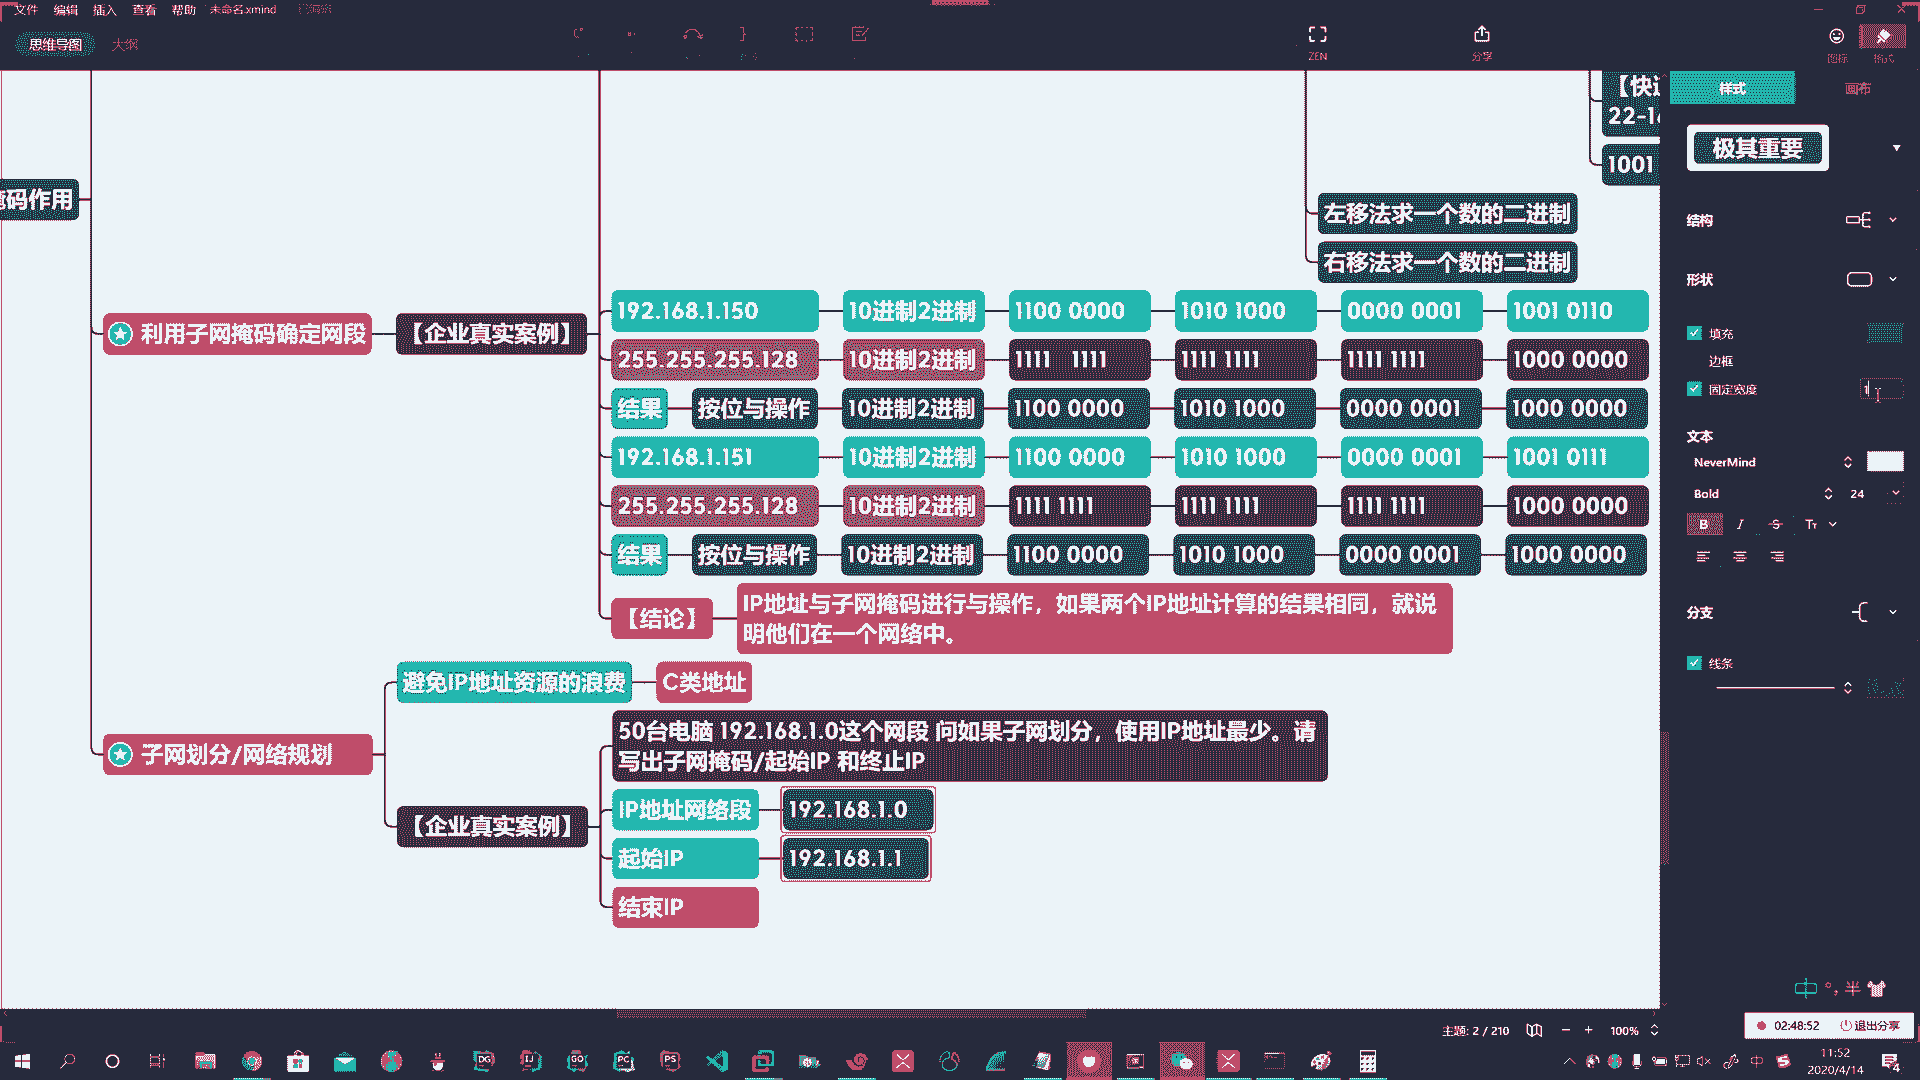 文件 编辑 插入 查看 帮助 未命名.xmind
思维导图 大纲
ZEN 分享 图标 格式
样式 画布
极其重要
【快
22-1
1001
掩码作用
左移法求一个数的二进制
右移法求一个数的二进制
利用子网掩码确定网段
【企业真实案例】
192.168.1.150 10进制2进制 1100 0000 1010 1000 0000 0001 1001 0110
255.255.255.128 10进制2进制 1111 1111 1111 1111 1111 1111 1000 0000
结果 按位与操作 10进制2进制 1100 0000 1010 1000 0000 0001 1000 0000
192.168.1.151 10进制2进制 1100 0000 1010 1000 0000 0001 1001 0111
255.255.255.128 10进制2进制 1111 1111 1111 1111 1111 1111 1000 0000
结果 按位与操作 10进制2进制 1100 0000 1010 1000 0000 0001 1000 0000
【结论】
IP地址与子网掩码进行与操作，如果两个IP地址计算的结果相同，就说
明他们在一个网络中。
避免IP地址资源的浪费 C类地址
子网划分/网络规划
【企业真实案例】
50台电脑 192.168.1.0这个网段 问如果子网划分，使用IP地址最少。请
写出子网掩码/起始IP 和终止IP
IP地址网络段 192.168.1.0
起始IP 192.168.1.1
结束IP
结构
形状
填充
边框
固定宽度 1
文本
NeverMind
Bold 24
B I S Tт
分支
线条
中 °, 半
主题: 2 / 210 100%
02:48:52 退出分享
DG IJ GO PC PS
中 11:52
2020/4/14